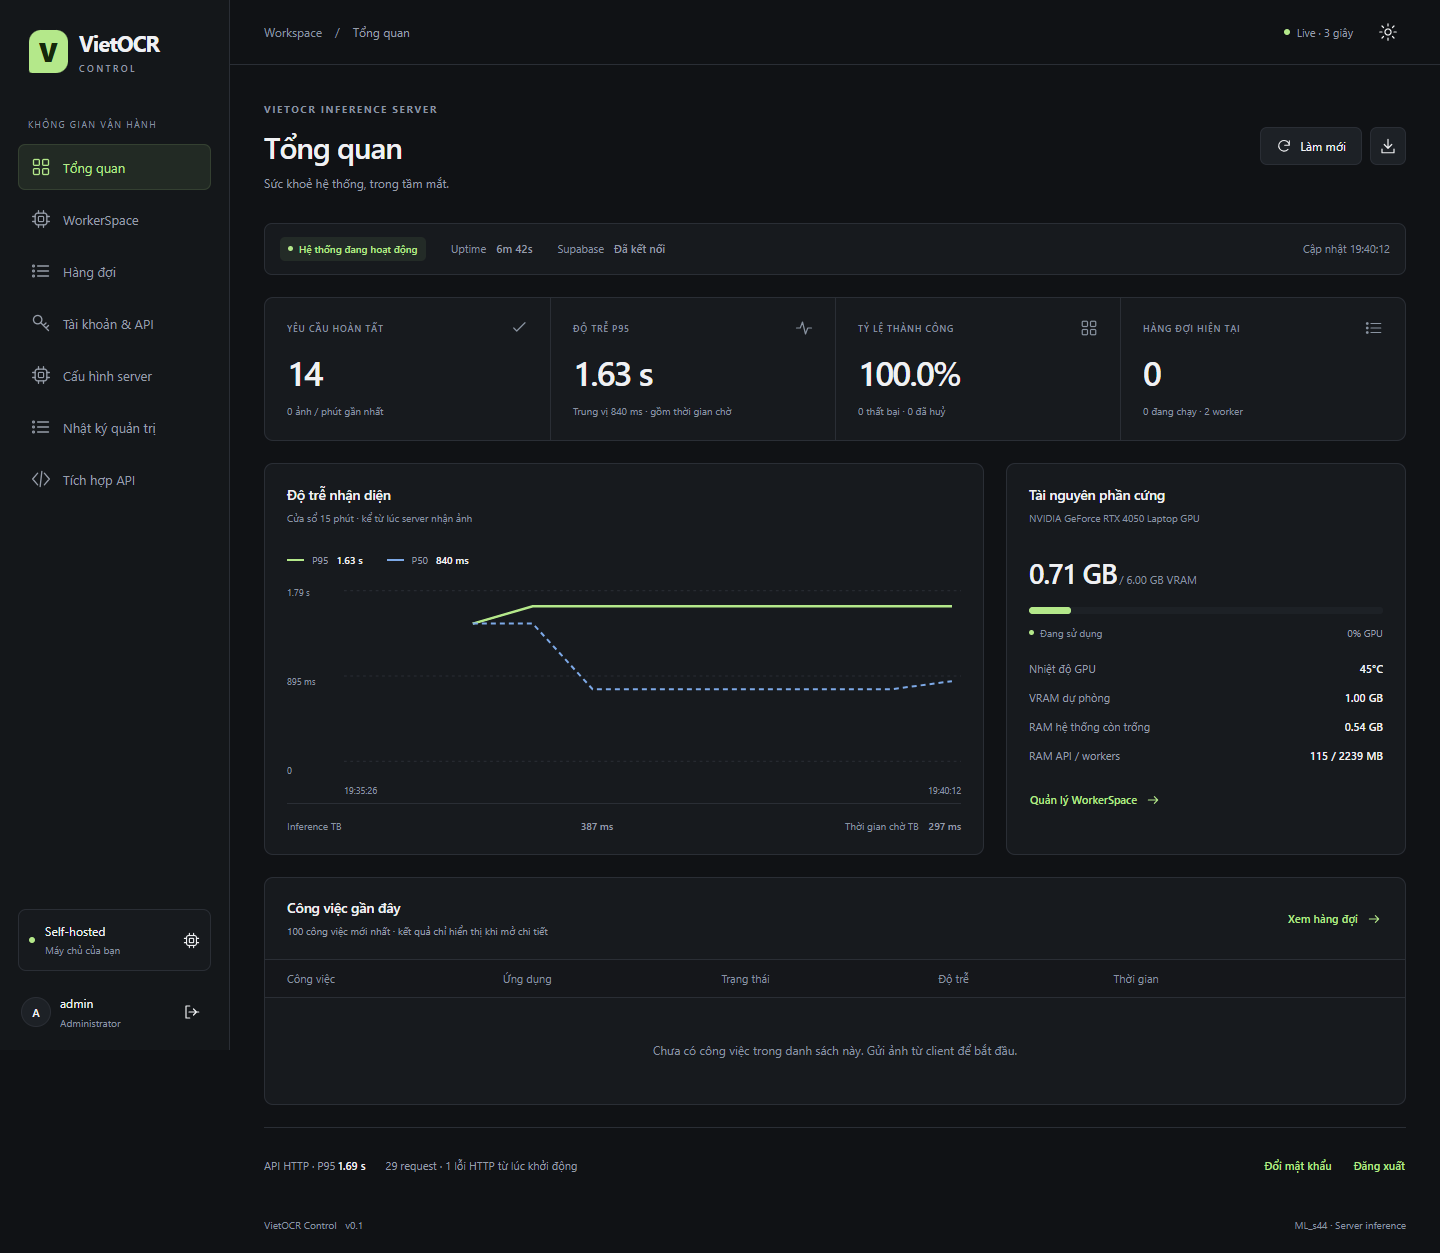 V VietOCR
CONTROL
KHÔNG GIAN VẬN HÀNH
Tổng quan
WorkerSpace
Hàng đợi
Tài khoản & API
Cấu hình server
Nhật ký quản trị
Tích hợp API
Self-hosted
Máy chủ của bạn
A admin
Administrator
Workspace / Tổng quan
Live · 3 giây
VIETOCR INFERENCE SERVER
Tổng quan
Sức khoẻ hệ thống, trong tầm mắt.
Làm mới
Hệ thống đang hoạt động Uptime 6m 42s Supabase Đã kết nối Cập nhật 19:40:12
YÊU CẦU HOÀN TẤT
14
0 ảnh / phút gần nhất
ĐỘ TRỄ P95
1.63 s
Trung vị 840 ms · gồm thời gian chờ
TỶ LỆ THÀNH CÔNG
100.0%
0 thất bại · 0 đã huỷ
HÀNG ĐỢI HIỆN TẠI
0
0 đang chạy · 2 worker
Độ trễ nhận diện
Cửa sổ 15 phút · kể từ lúc server nhận ảnh
P95 1.63 s P50 840 ms
1.79 s
895 ms
0
19:35:26 19:40:12
Inference TB 387 ms Thời gian chờ TB 297 ms
Tài nguyên phần cứng
NVIDIA GeForce RTX 4050 Laptop GPU
0.71 GB / 6.00 GB VRAM
Đang sử dụng 0% GPU
Nhiệt độ GPU 45°C
VRAM dự phòng 1.00 GB
RAM hệ thống còn trống 0.54 GB
RAM API / workers 115 / 2239 MB
Quản lý WorkerSpace
Công việc gần đây
100 công việc mới nhất · kết quả chỉ hiển thị khi mở chi tiết
Xem hàng đợi
Công việc Ứng dụng Trạng thái Độ trễ Thời gian
Chưa có công việc trong danh sách này. Gửi ảnh từ client để bắt đầu.
API HTTP · P95 1.69 s 29 request · 1 lỗi HTTP từ lúc khởi động
Đổi mật khẩu Đăng xuất
VietOCR Control v0.1
ML_s44 · Server inference